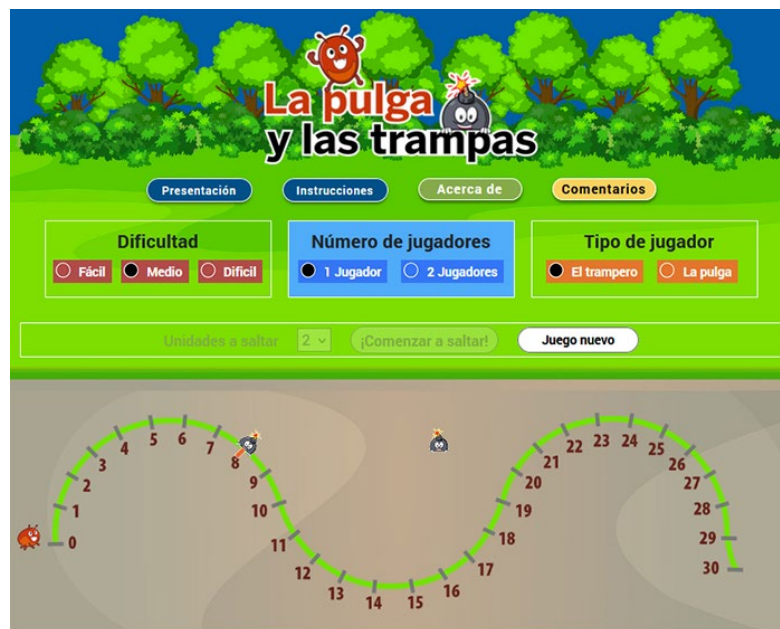 La pulga
y las trampas
Presentación
Instrucciones
Acerca de
Comentarios
Dificultad
Fácil
Medio
Dificil
Número de jugadores
1 Jugador
2 Jugadores
Tipo de jugador
El trampero
La pulga
Unidades a saltar
2
¡Comenzar a saltar!
Juego nuevo
0
1
2
3
4
5
6
7
8
9
10
11
12
13
14
15
16
17
18
19
20
21
22
23
24
25
26
27
28
29
30